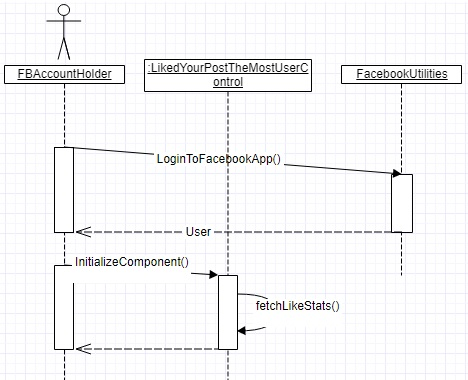 FBAccountHolder
:LikedYourPostTheMostUserC
ontrol
FacebookUtilities
LoginToFacebookApp()
User
InitializeComponent()
fetchLikeStats()